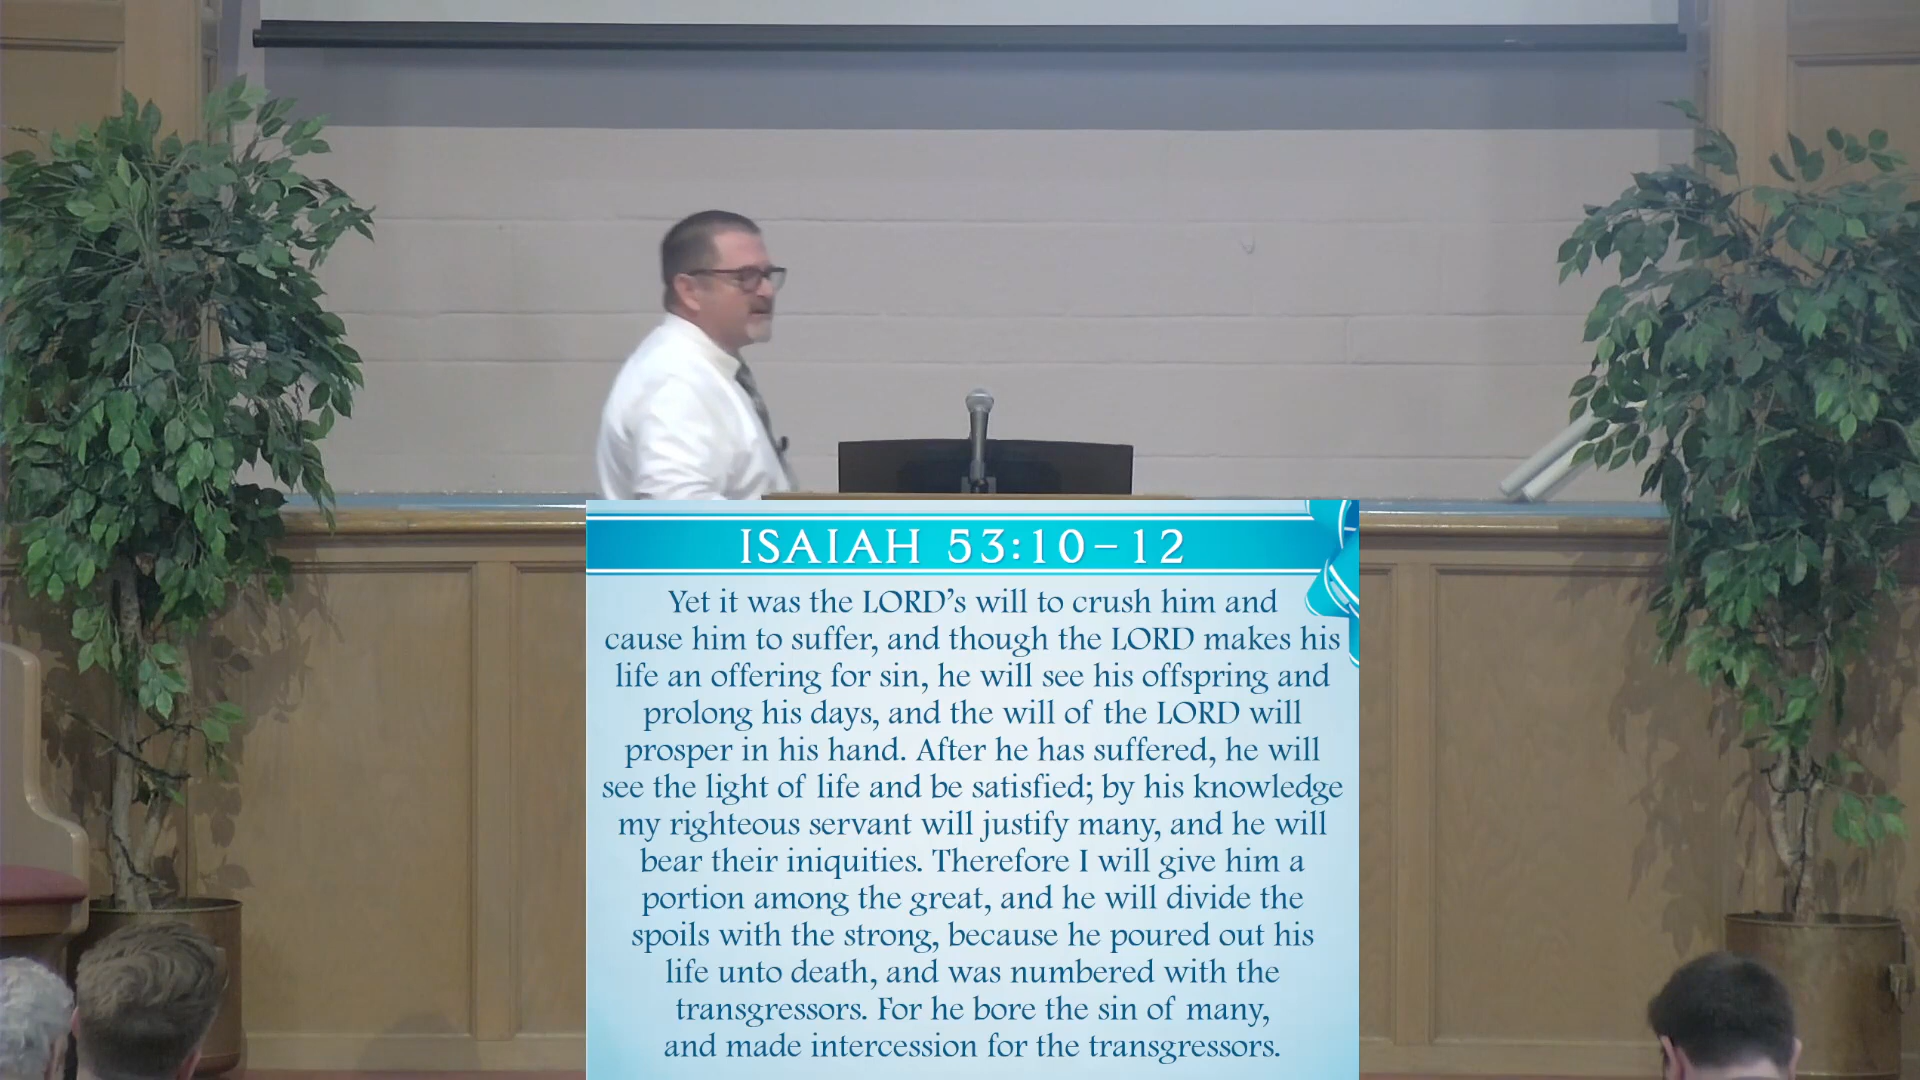 ISAIAH 53:10-12
Yet it was the LORD's will to crush him and
cause him to suffer, and though the LORD makes his
life an offering for sin, he will see his offspring and
prolong his days, and the will of the LORD will
prosper in his hand. After he has suffered, he will
see the light of life and be satisfied; by his knowledge
my righteous servant will justify many, and he will
bear their iniquities. Therefore I will give him a
portion among the great, and he will divide the
spoils with the strong, because he poured out his
life unto death, and was numbered with the
transgressors. For he bore the sin of many,
and made intercession for the transgressors.